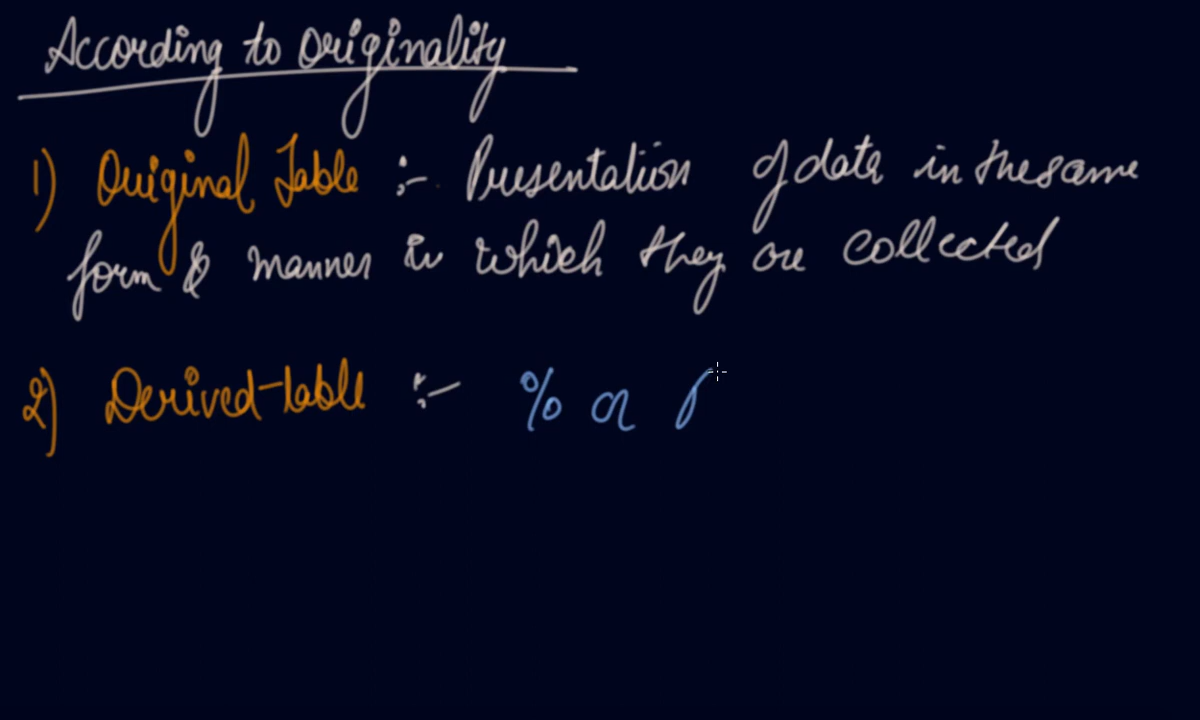 According to Originality
1) Original Table :- Presentation of data in the same
form & manner in which they are collected
2) Derived-table :- % or r